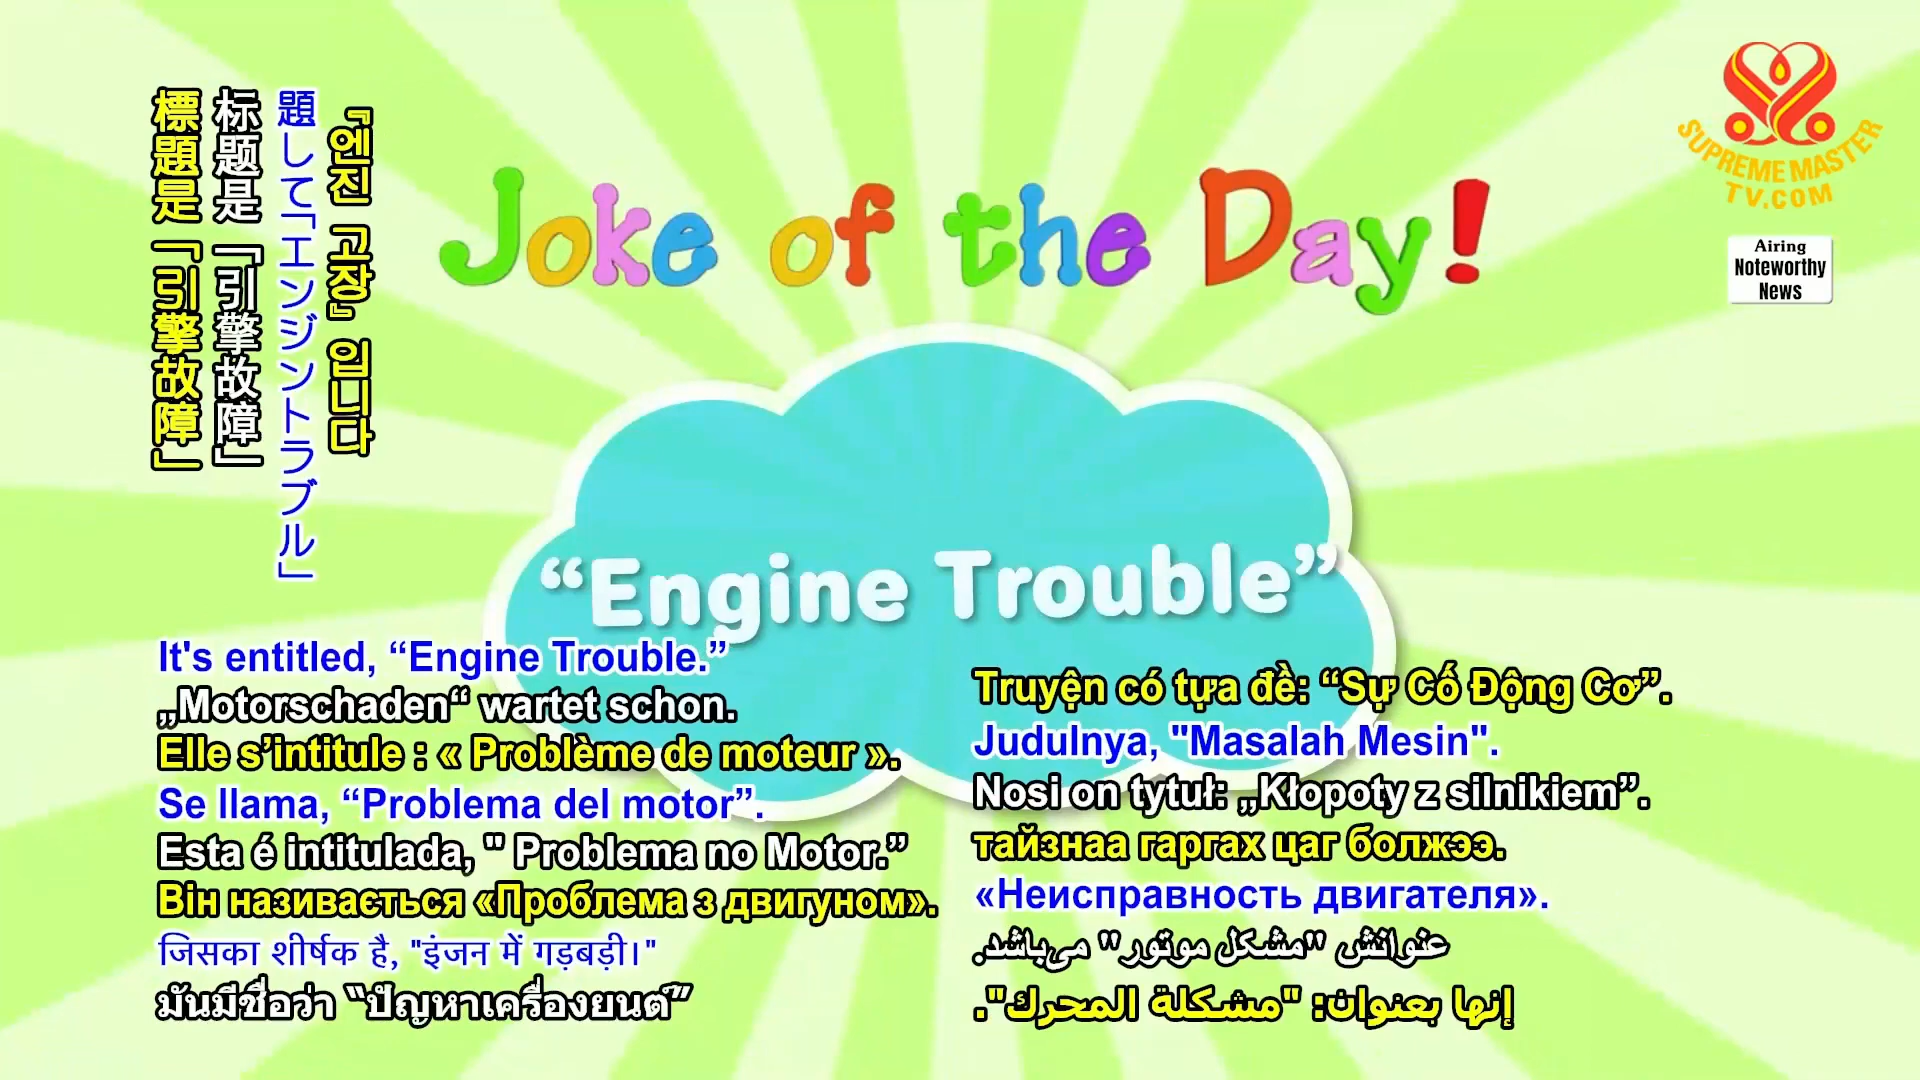 『엔진 고장』입니다
題して「エンジントラブル」
标题是「引擎故障」
標題是「引擎故障」
Joke of the Day!
SUPREME MASTER
TV.COM
Airing
Noteworthy
News
“Engine Trouble”
It's entitled, “Engine Trouble.”
„Motorschaden“ wartet schon.
Elle s’intitule : « Problème de moteur ».
Se llama, “Problema del motor”.
Esta é intitulada, " Problema no Motor.”
Він називається «Проблема з двигуном».
जिसका शीर्षक है, "इंजन में गड़बड़ी।"
มันมีชื่อว่า “ปัญหาเครื่องยนต์”
Truyện có tựa đề: “Sự Cố Động Cơ”.
Judulnya, "Masalah Mesin".
Nosi on tytuł: „Kłopoty z silnikiem”.
тайзнаа гаргах цаг болжээ.
«Неисправность двигателя».
عنوانش "مشکل موتور" می‌باشد.
إنها بعنوان: "مشكلة المحرك".